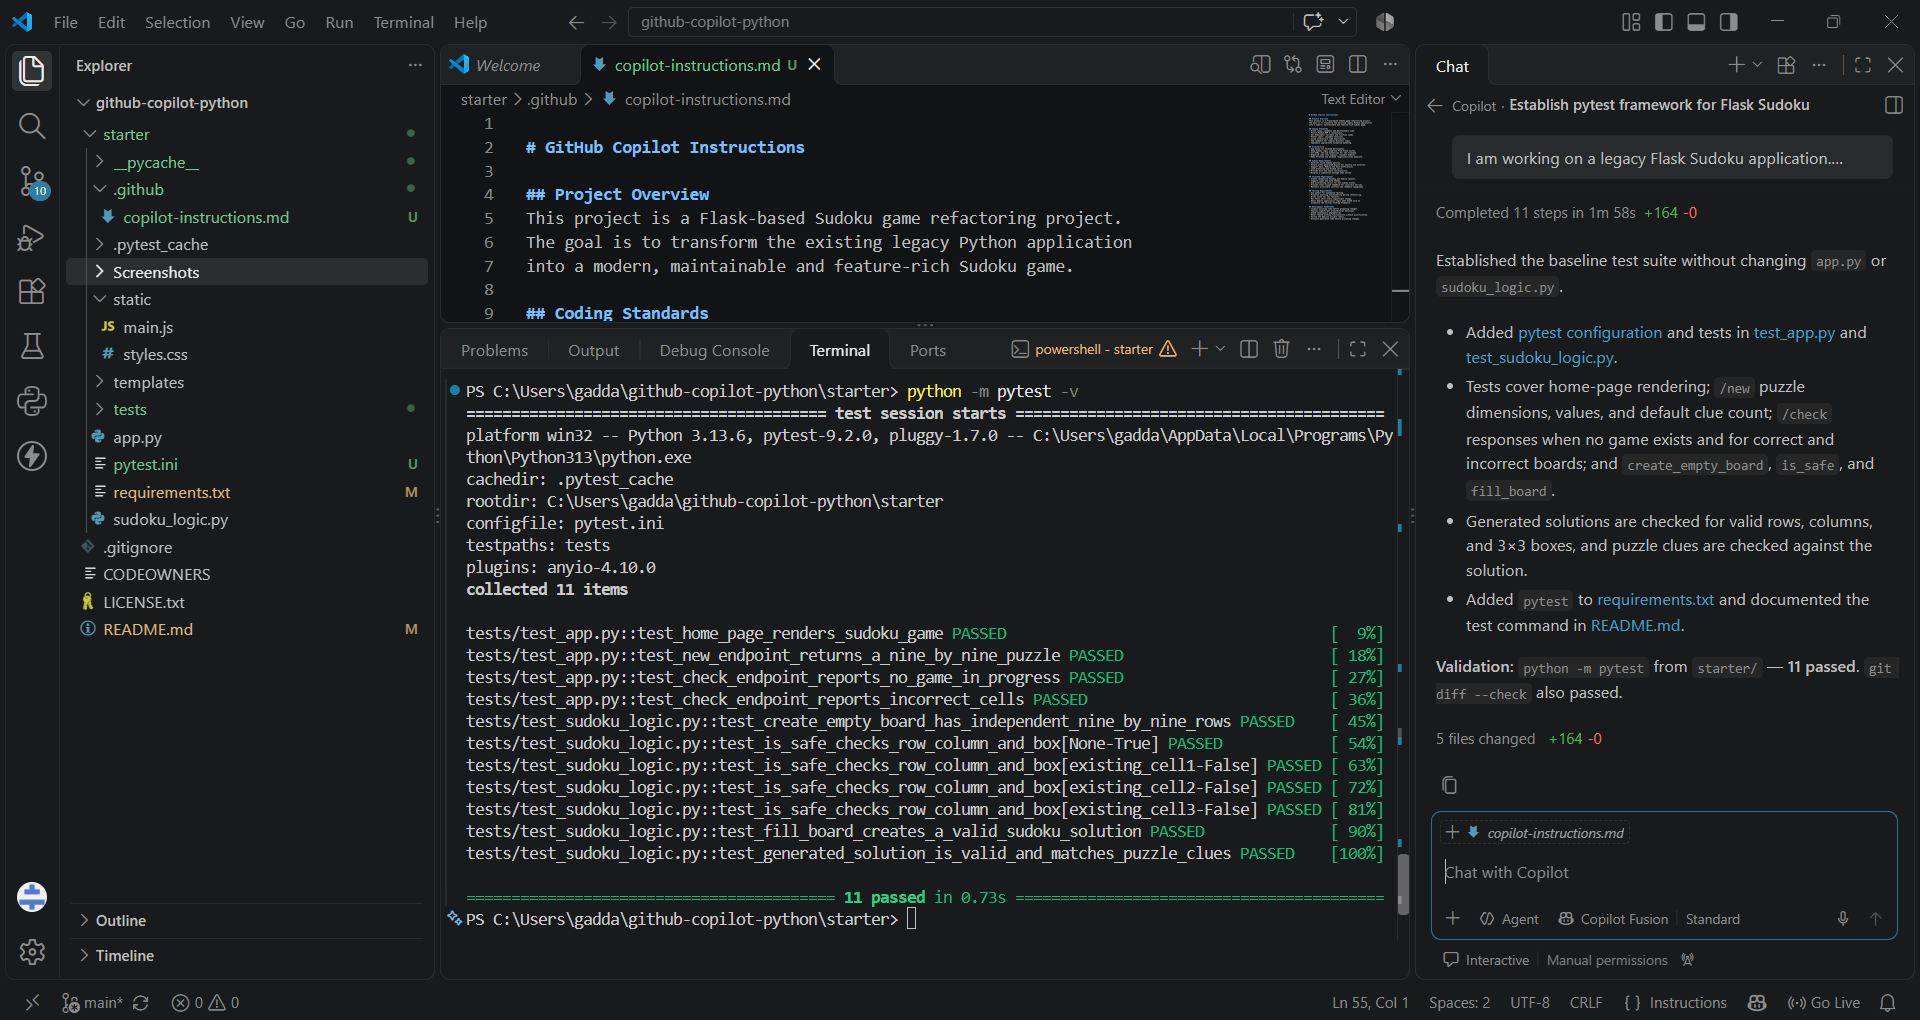 File Edit Selection View Go Run Terminal Help
github-copilot-python
Explorer
github-copilot-python
starter
__pycache__
.github
copilot-instructions.md U
.pytest_cache
Screenshots
static
JS main.js
# styles.css
templates
tests
app.py
pytest.ini U
requirements.txt M
sudoku_logic.py
.gitignore
CODEOWNERS
LICENSE.txt
README.md M
Outline
Timeline
10
Welcome
copilot-instructions.md U
starter > .github > copilot-instructions.md
Text Editor
1
2 # GitHub Copilot Instructions
3
4 ## Project Overview
5 This project is a Flask-based Sudoku game refactoring project.
6 The goal is to transform the existing legacy Python application
7 into a modern, maintainable and feature-rich Sudoku game.
8
9 ## Coding Standards
Problems Output Debug Console Terminal Ports
powershell - starter
PS C:\Users\gadda\github-copilot-python\starter> python -m pytest -v
======================================== test session starts =========================================
platform win32 -- Python 3.13.6, pytest-9.2.0, pluggy-1.7.0 -- C:\Users\gadda\AppData\Local\Programs\Py
thon\Python313\python.exe
cachedir: .pytest_cache
rootdir: C:\Users\gadda\github-copilot-python\starter
configfile: pytest.ini
testpaths: tests
plugins: anyio-4.10.0
collected 11 items
tests/test_app.py::test_home_page_renders_sudoku_game PASSED [ 9%]
tests/test_app.py::test_new_endpoint_returns_a_nine_by_nine_puzzle PASSED [ 18%]
tests/test_app.py::test_check_endpoint_reports_no_game_in_progress PASSED [ 27%]
tests/test_app.py::test_check_endpoint_reports_incorrect_cells PASSED [ 36%]
tests/test_sudoku_logic.py::test_create_empty_board_has_independent_nine_by_nine_rows PASSED [ 45%]
tests/test_sudoku_logic.py::test_is_safe_checks_row_column_and_box[None-True] PASSED [ 54%]
tests/test_sudoku_logic.py::test_is_safe_checks_row_column_and_box[existing_cell1-False] PASSED [ 63%]
tests/test_sudoku_logic.py::test_is_safe_checks_row_column_and_box[existing_cell2-False] PASSED [ 72%]
tests/test_sudoku_logic.py::test_is_safe_checks_row_column_and_box[existing_cell3-False] PASSED [ 81%]
tests/test_sudoku_logic.py::test_fill_board_creates_a_valid_sudoku_solution PASSED [ 90%]
tests/test_sudoku_logic.py::test_generated_solution_is_valid_and_matches_puzzle_clues PASSED [100%]
========================================= 11 passed in 0.73s =========================================
PS C:\Users\gadda\github-copilot-python\starter>
Chat
Copilot · Establish pytest framework for Flask Sudoku
I am working on a legacy Flask Sudoku application....
Completed 11 steps in 1m 58s +164 -0
Established the baseline test suite without changing app.py or
sudoku_logic.py.
• Added pytest configuration and tests in test_app.py and
test_sudoku_logic.py.
• Tests cover home-page rendering; /new puzzle
dimensions, values, and default clue count; /check
responses when no game exists and for correct and
incorrect boards; and create_empty_board, is_safe, and
fill_board.
• Generated solutions are checked for valid rows, columns,
and 3×3 boxes, and puzzle clues are checked against the
solution.
• Added pytest to requirements.txt and documented the
test command in README.md.
Validation: python -m pytest from starter/ — 11 passed. git
diff --check also passed.
5 files changed +164 -0
copilot-instructions.md
Chat with Copilot
Agent Copilot Fusion Standard
Interactive Manual permissions
main* 0 0
Ln 55, Col 1 Spaces: 2 UTF-8 CRLF { } Instructions Go Live